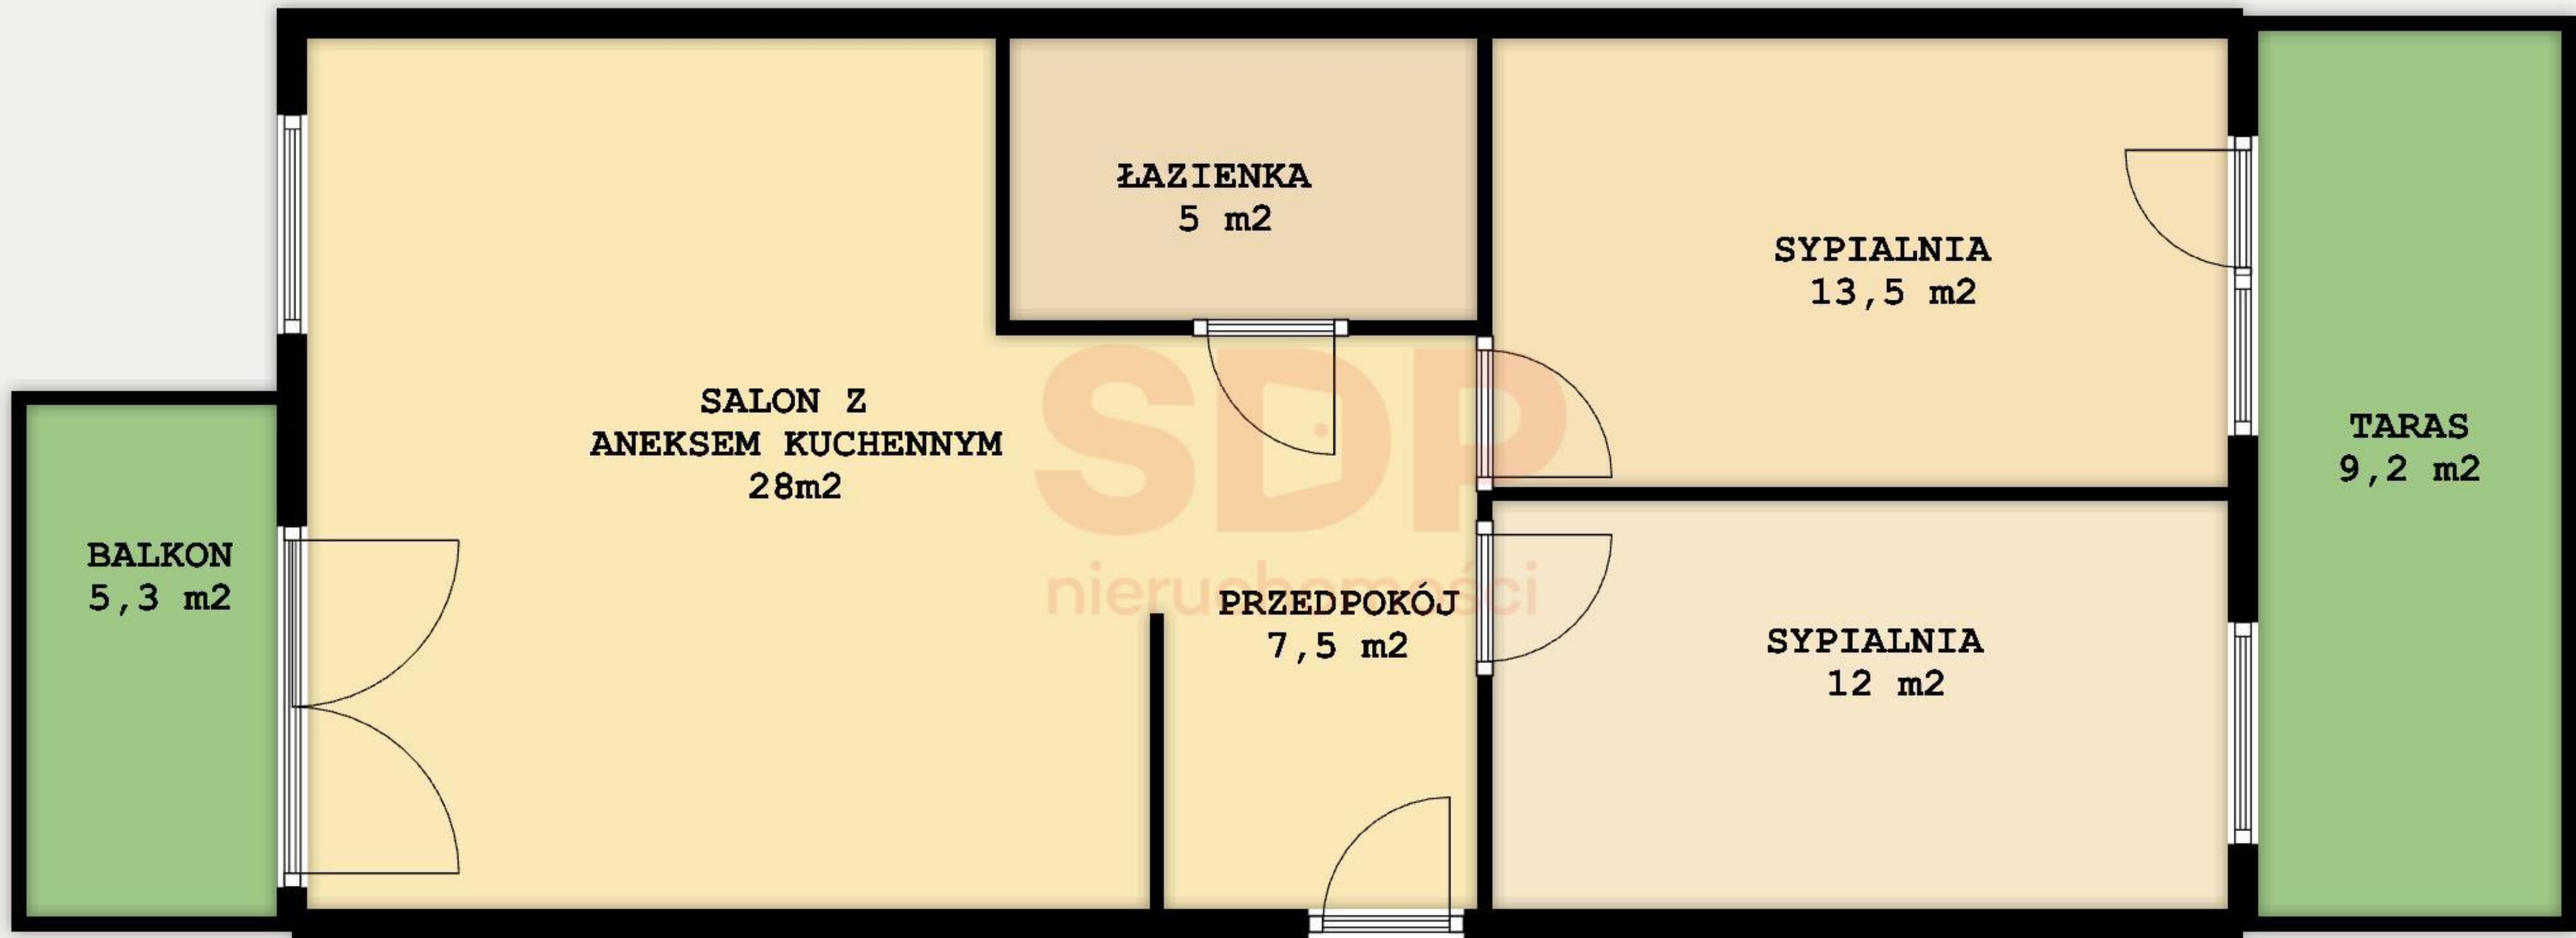 ŁAZIENKA
5 m2
SYPIALNIA
13,5 m2
SALON Z
ANEKSEM KUCHENNYM
28m2
SDP
nieruchomości
TARAS
9,2 m2
BALKON
5,3 m2
PRZEDPOKÓJ
7,5 m2
SYPIALNIA
12 m2